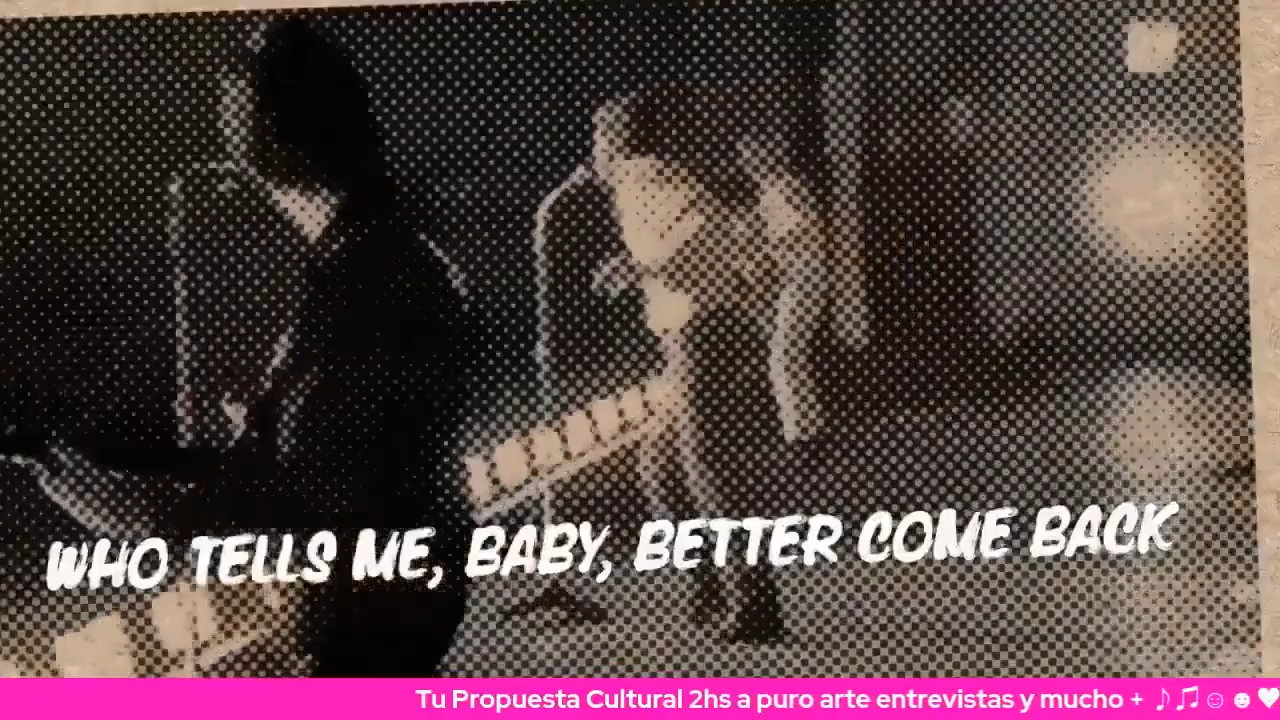 WHO TELLS ME, BABY, BETTER COME BACK
Tu Propuesta Cultural 2hs a puro arte entrevistas y mucho + ♪♫☺☻♥